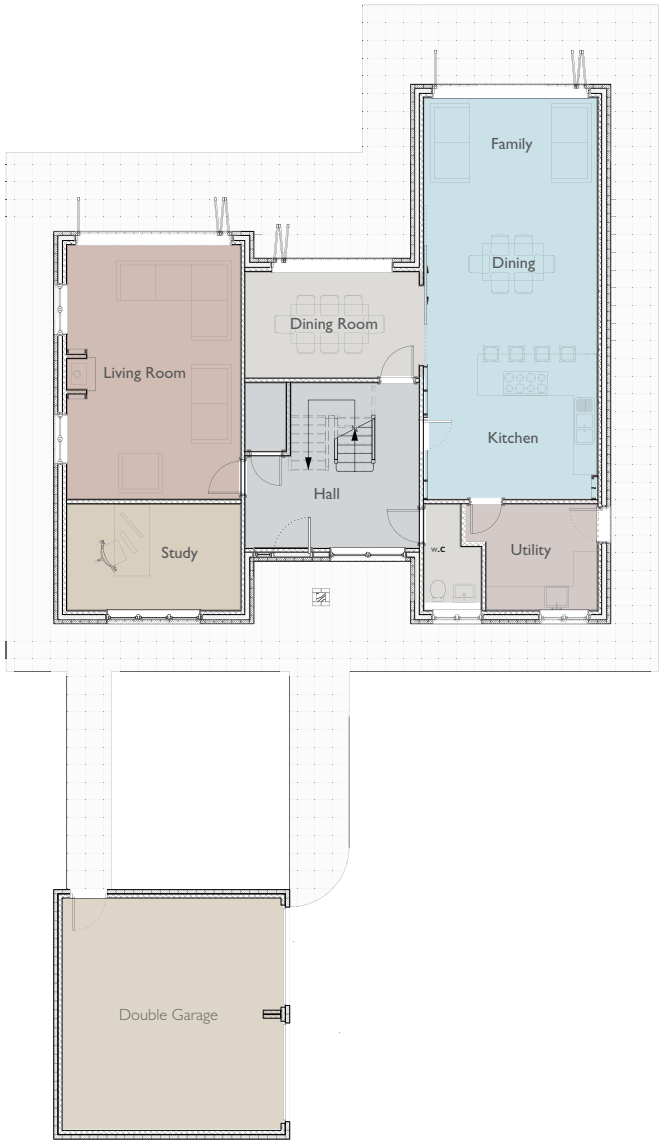 Family
Dining
Dining Room
Living Room
Kitchen
Hall
Study
w.c
Utility
Double Garage